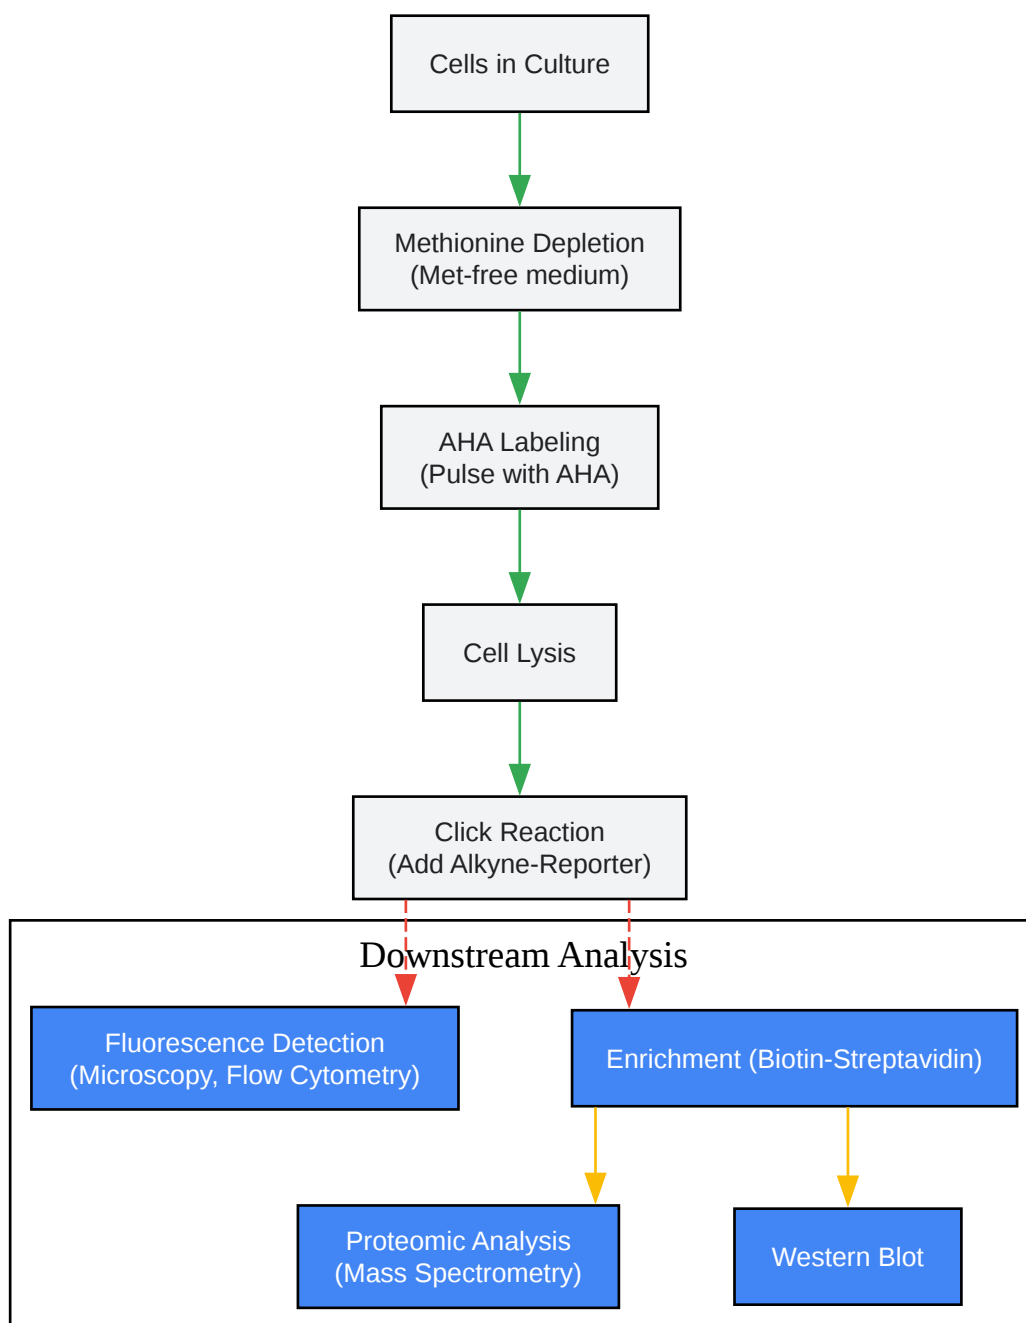 Cells in Culture
Methionine Depletion
(Met-free medium)
AHA Labeling
(Pulse with AHA)
Cell Lysis
Click Reaction
(Add Alkyne-Reporter)
Downstream Analysis
Fluorescence Detection
(Microscopy, Flow Cytometry)
Enrichment (Biotin-Streptavidin)
Proteomic Analysis
(Mass Spectrometry)
Western Blot